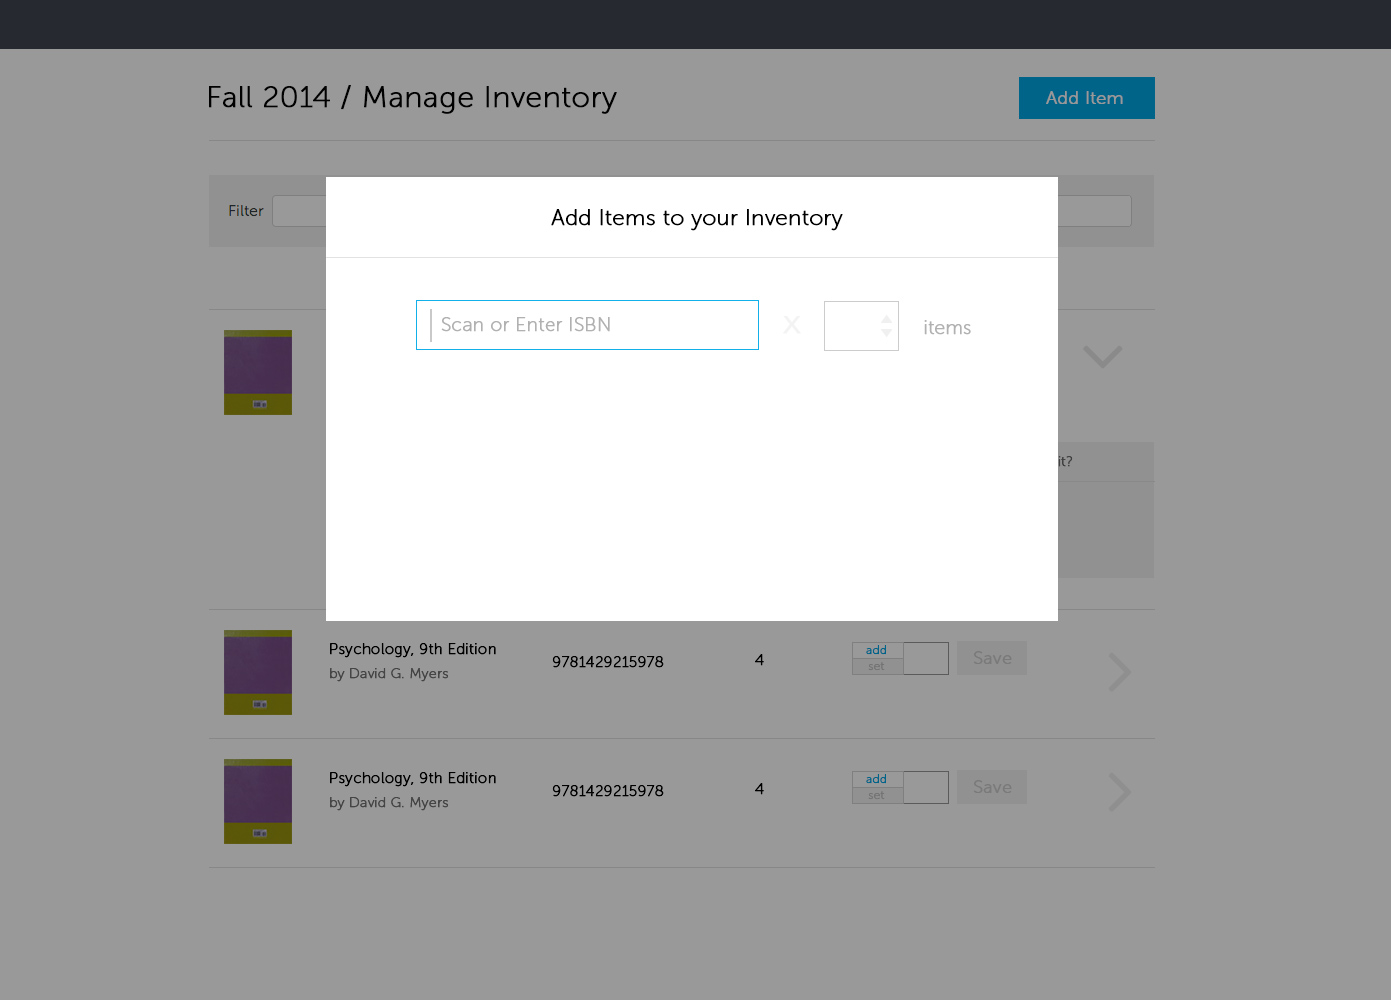 Fall 2014 / Manage Inventory
Add Item
Filter
Add Items to your Inventory
Scan or Enter ISBN
X
items
it?
Psychology, 9th Edition
by David G. Myers
9781429215978
4
add
set
Save
Psychology, 9th Edition
by David G. Myers
9781429215978
4
add
set
Save